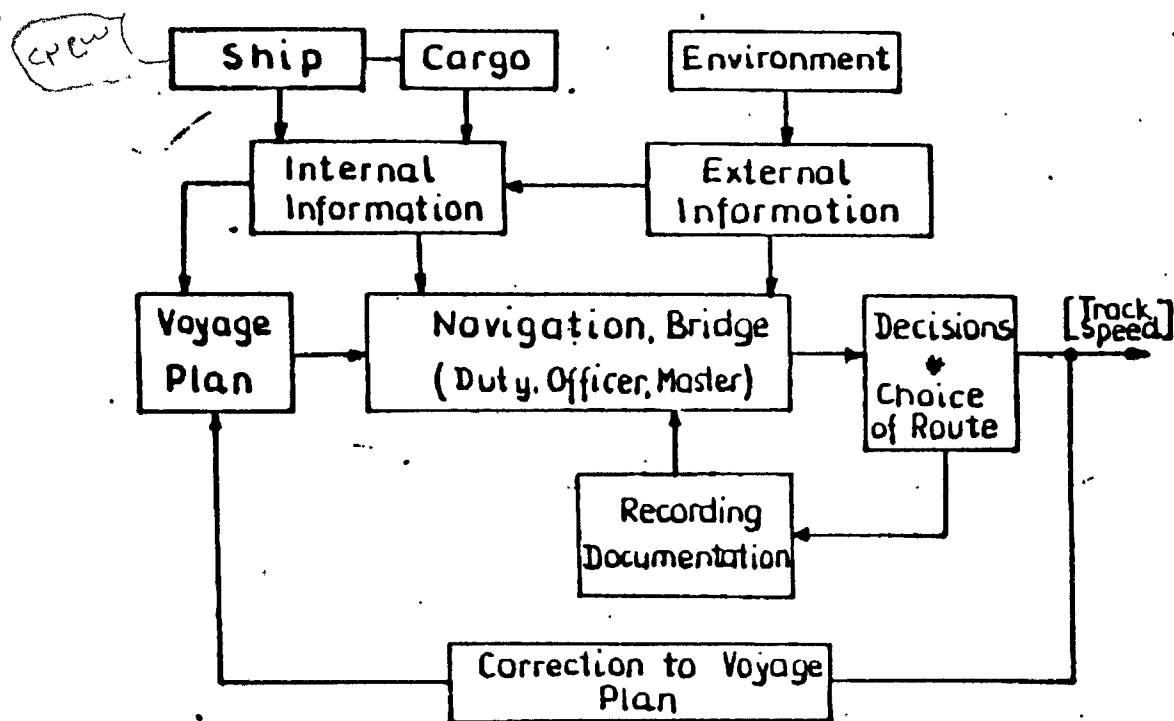 crew
Ship
Cargo
Environment
Internal
Information
External
Information
Voyage
Plan
Navigation, Bridge
(Duty. Officer, Master)
Decisions
&
Choice
of Route
[Track
Speed]
Recording
Documentation
Correction to Voyage
Plan